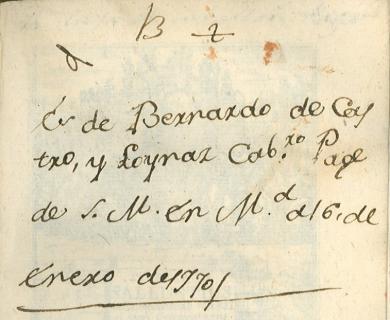 B 2
Es de Bernardo de Cas
tro, y Loynaz Cab.ro Page
de S. M. en M.d a 16, de
enero de 1770